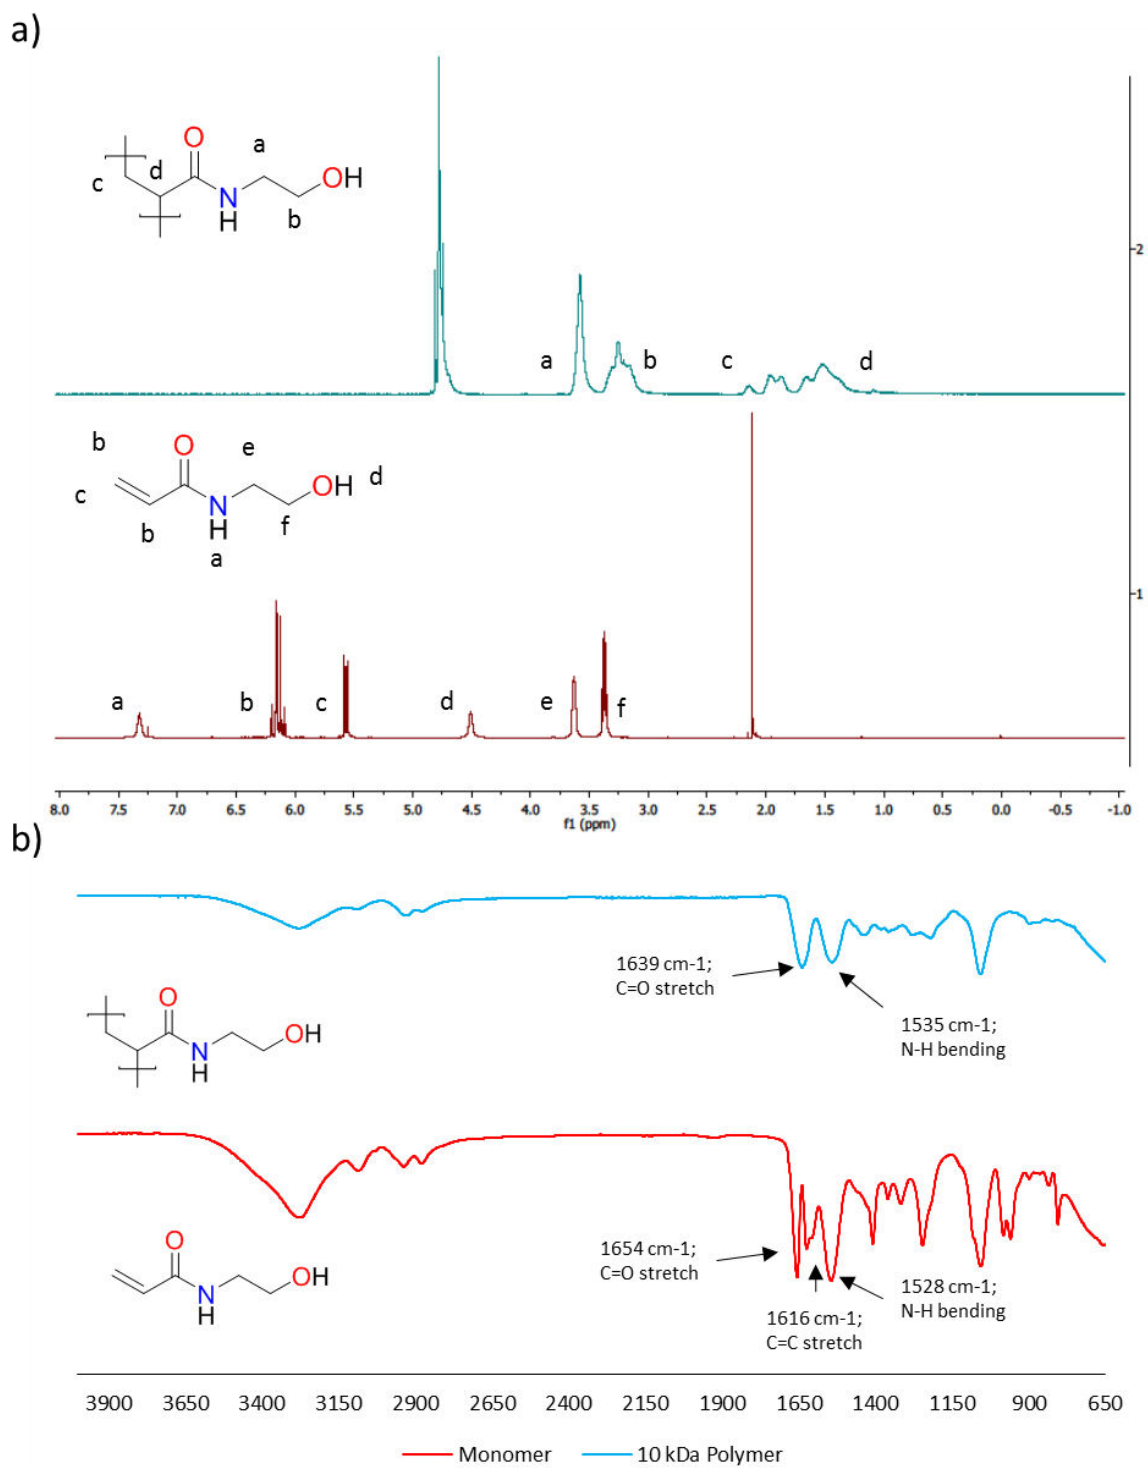 a)
O
a
c
d
OH
N
H
b
2
a
b
c
d
b
O
e
c
OH
d
b
N
H
f
a
1
a
b
c
d
e
f
8.0 7.5 7.0 6.5 6.0 5.5 5.0 4.5 4.0 3.5 3.0 2.5 2.0 1.5 1.0 0.5 0.0 -0.5 -1.0
f1 (ppm)
b)
1639 cm-1;
C=O stretch
1535 cm-1;
N-H bending
O
OH
N
H
1654 cm-1;
C=O stretch
1616 cm-1;
C=C stretch
1528 cm-1;
N-H bending
O
OH
N
H
3900 3650 3400 3150 2900 2650 2400 2150 1900 1650 1400 1150 900 650
Monomer 10 kDa Polymer